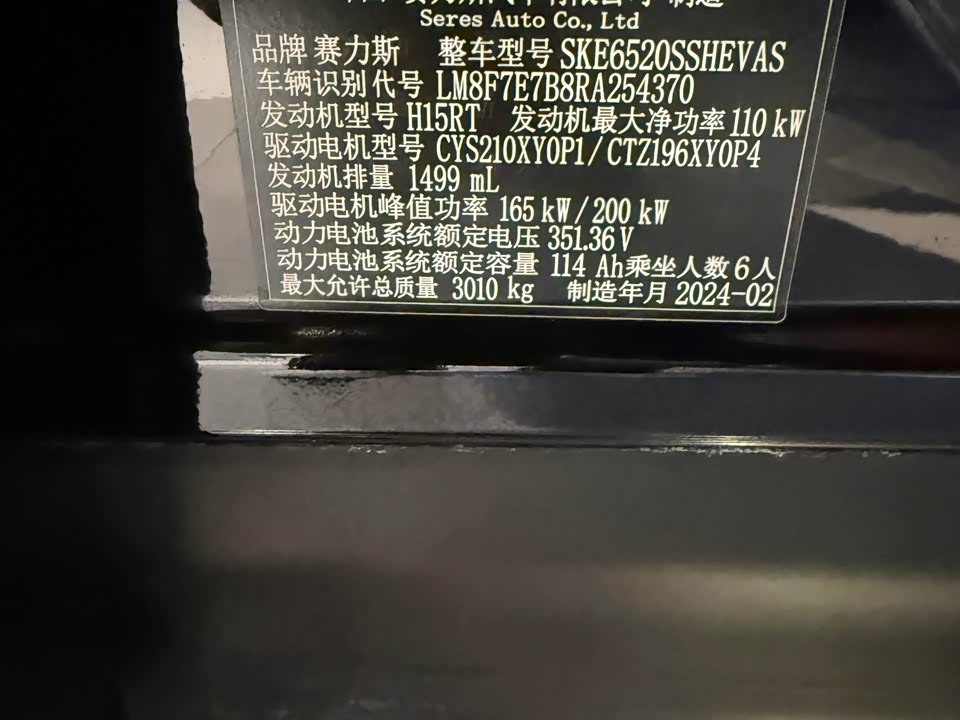 Seres Auto Co., Ltd
品牌 赛力斯 整车型号 SKE6520SSHEVAS
车辆识别代号 LM8F7E7B8RA254370
发动机型号 H15RT 发动机最大净功率 110 kW
驱动电机型号 CYS210XY0P1/CTZ196XY0P4
发动机排量 1499 mL
驱动电机峰值功率 165 kW/200 kW
动力电池系统额定电压 351.36 V
动力电池系统额定容量 114 Ah 乘坐人数 6人
最大允许总质量 3010 kg 制造年月 2024-02